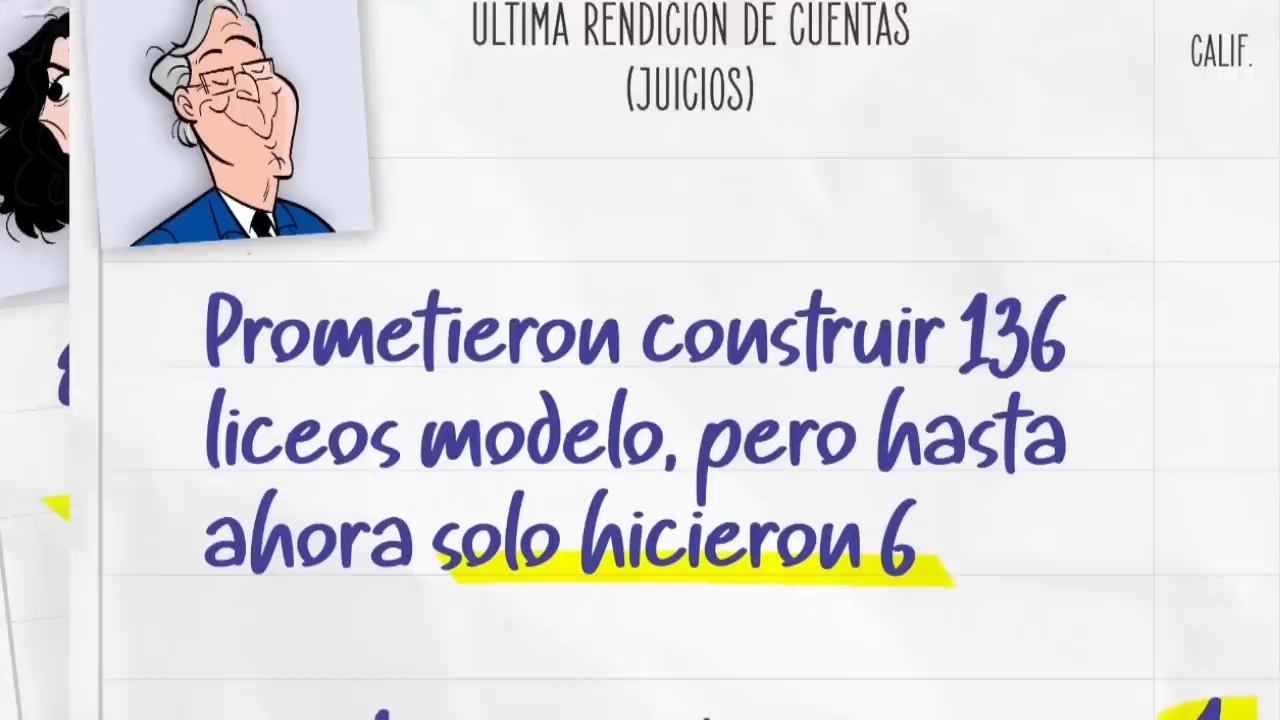 ULTIMA RENDICION DE CUENTAS
(JUICIOS)
CALIF.
Prometieron construir 136
liceos modelo, pero hasta
ahora solo hicieron 6